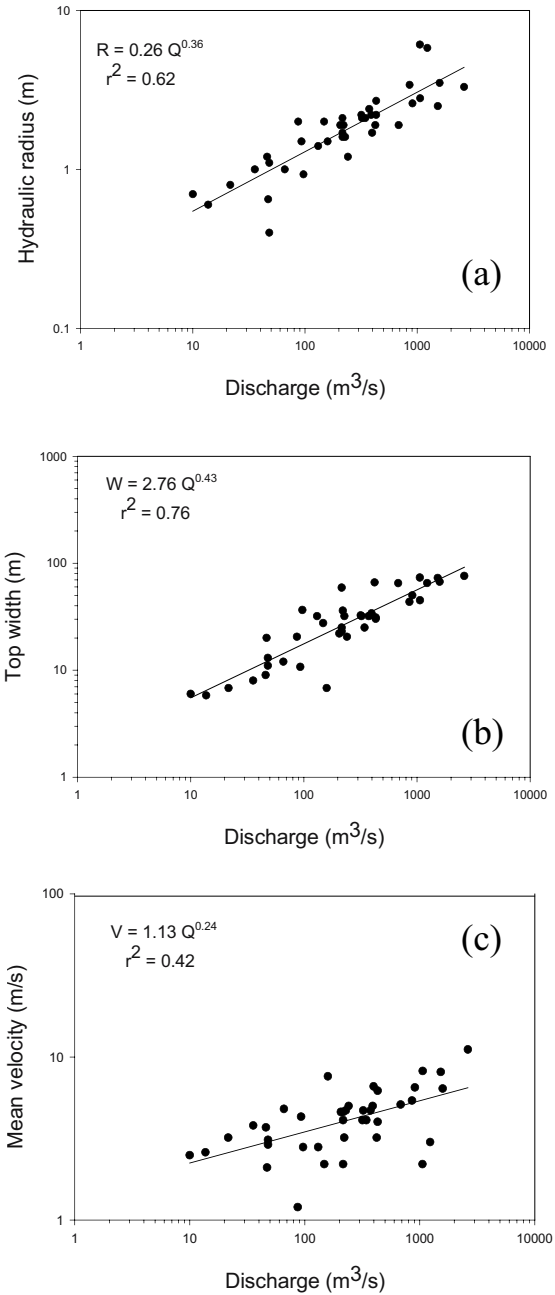 10
R = 0.26 Q^0.36
r^2 = 0.62
Hydraulic radius (m)
1
(a)
0.1
1 10 100 1000 10000
Discharge (m^3/s)
1000
W = 2.76 Q^0.43
r^2 = 0.76
100
Top width (m)
10
(b)
1
1 10 100 1000 10000
Discharge (m^3/s)
100
V = 1.13 Q^0.24
r^2 = 0.42
(c)
Mean velocity (m/s)
10
1
1 10 100 1000 10000
Discharge (m^3/s)